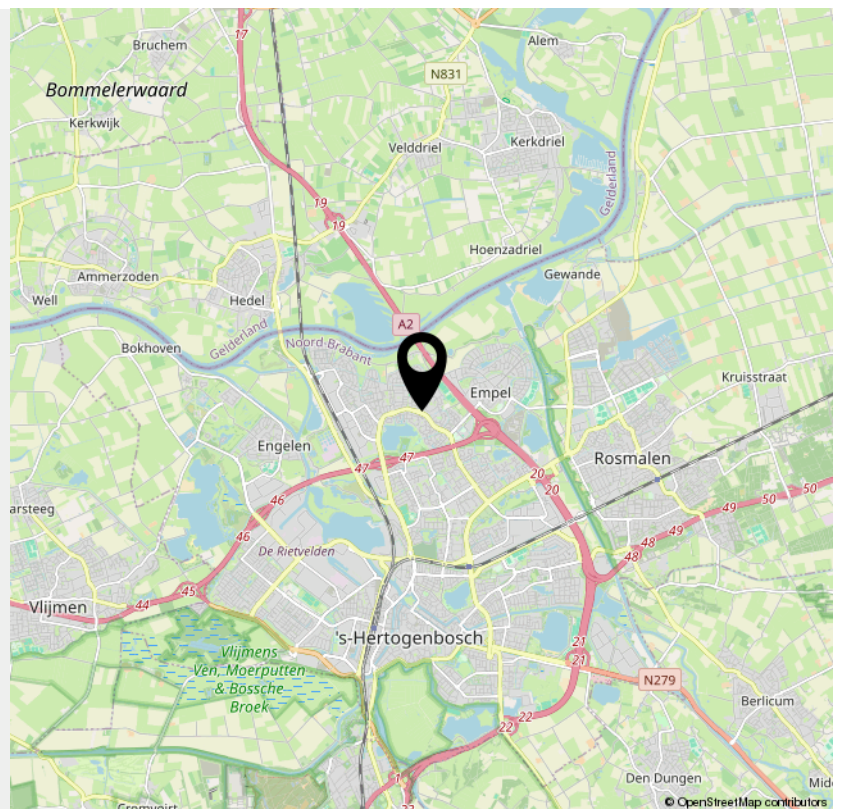 17
Bruchem
Alem
N831
Bommelerwaard
Kerkwijk
Velddriel
Kerkdriel
Gelderland
19
19
Hoenzadriel
Ammerzoden
Gewande
Well
Hedel
A2
Gelderland
Noord-Brabant
Bokhoven
Kruisstraat
Empel
Engelen
47
47
Rosmalen
20
20
46
50
50
49
arsteeg
46
49
48
De Rietvelden
48
45
44
Vlijmen
's-Hertogenbosch
21
Vlijmens
Ven, Moerputten
& Bossche
Broek
21
N279
Berlicum
22
22
Den Dungen
Mid
© OpenStreetMap contributors